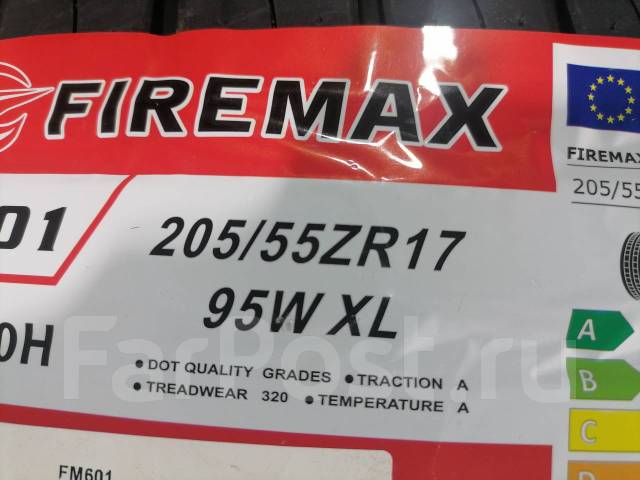 FIREMAX
FIREMAX
205/55
01
205/55ZR17
95W XL
0H
A
B
C
D
• DOT QUALITY GRADES • TRACTION A
• TREADWEAR 320 • TEMPERATURE A
FM601
FarPost.ru